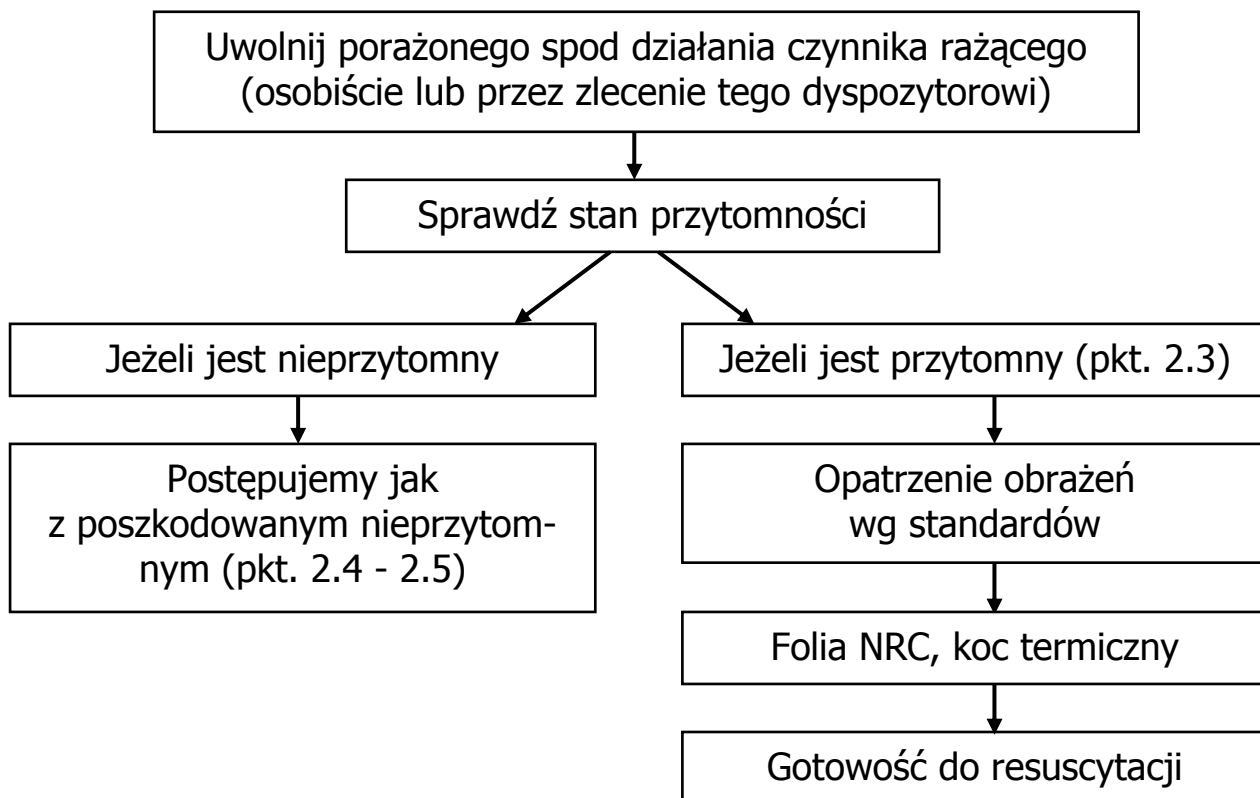 Uwolnij porażonego spod działania czynnika rażącego
(osobiście lub przez zlecenie tego dyspozytorowi)
Sprawdź stan przytomności
Jeżeli jest nieprzytomny
Jeżeli jest przytomny (pkt. 2.3)
Postępujemy jak
z poszkodowanym nieprzytom-
nym (pkt. 2.4 - 2.5)
Opatrzenie obrażeń
wg standardów
Folia NRC, koc termiczny
Gotowość do resuscytacji